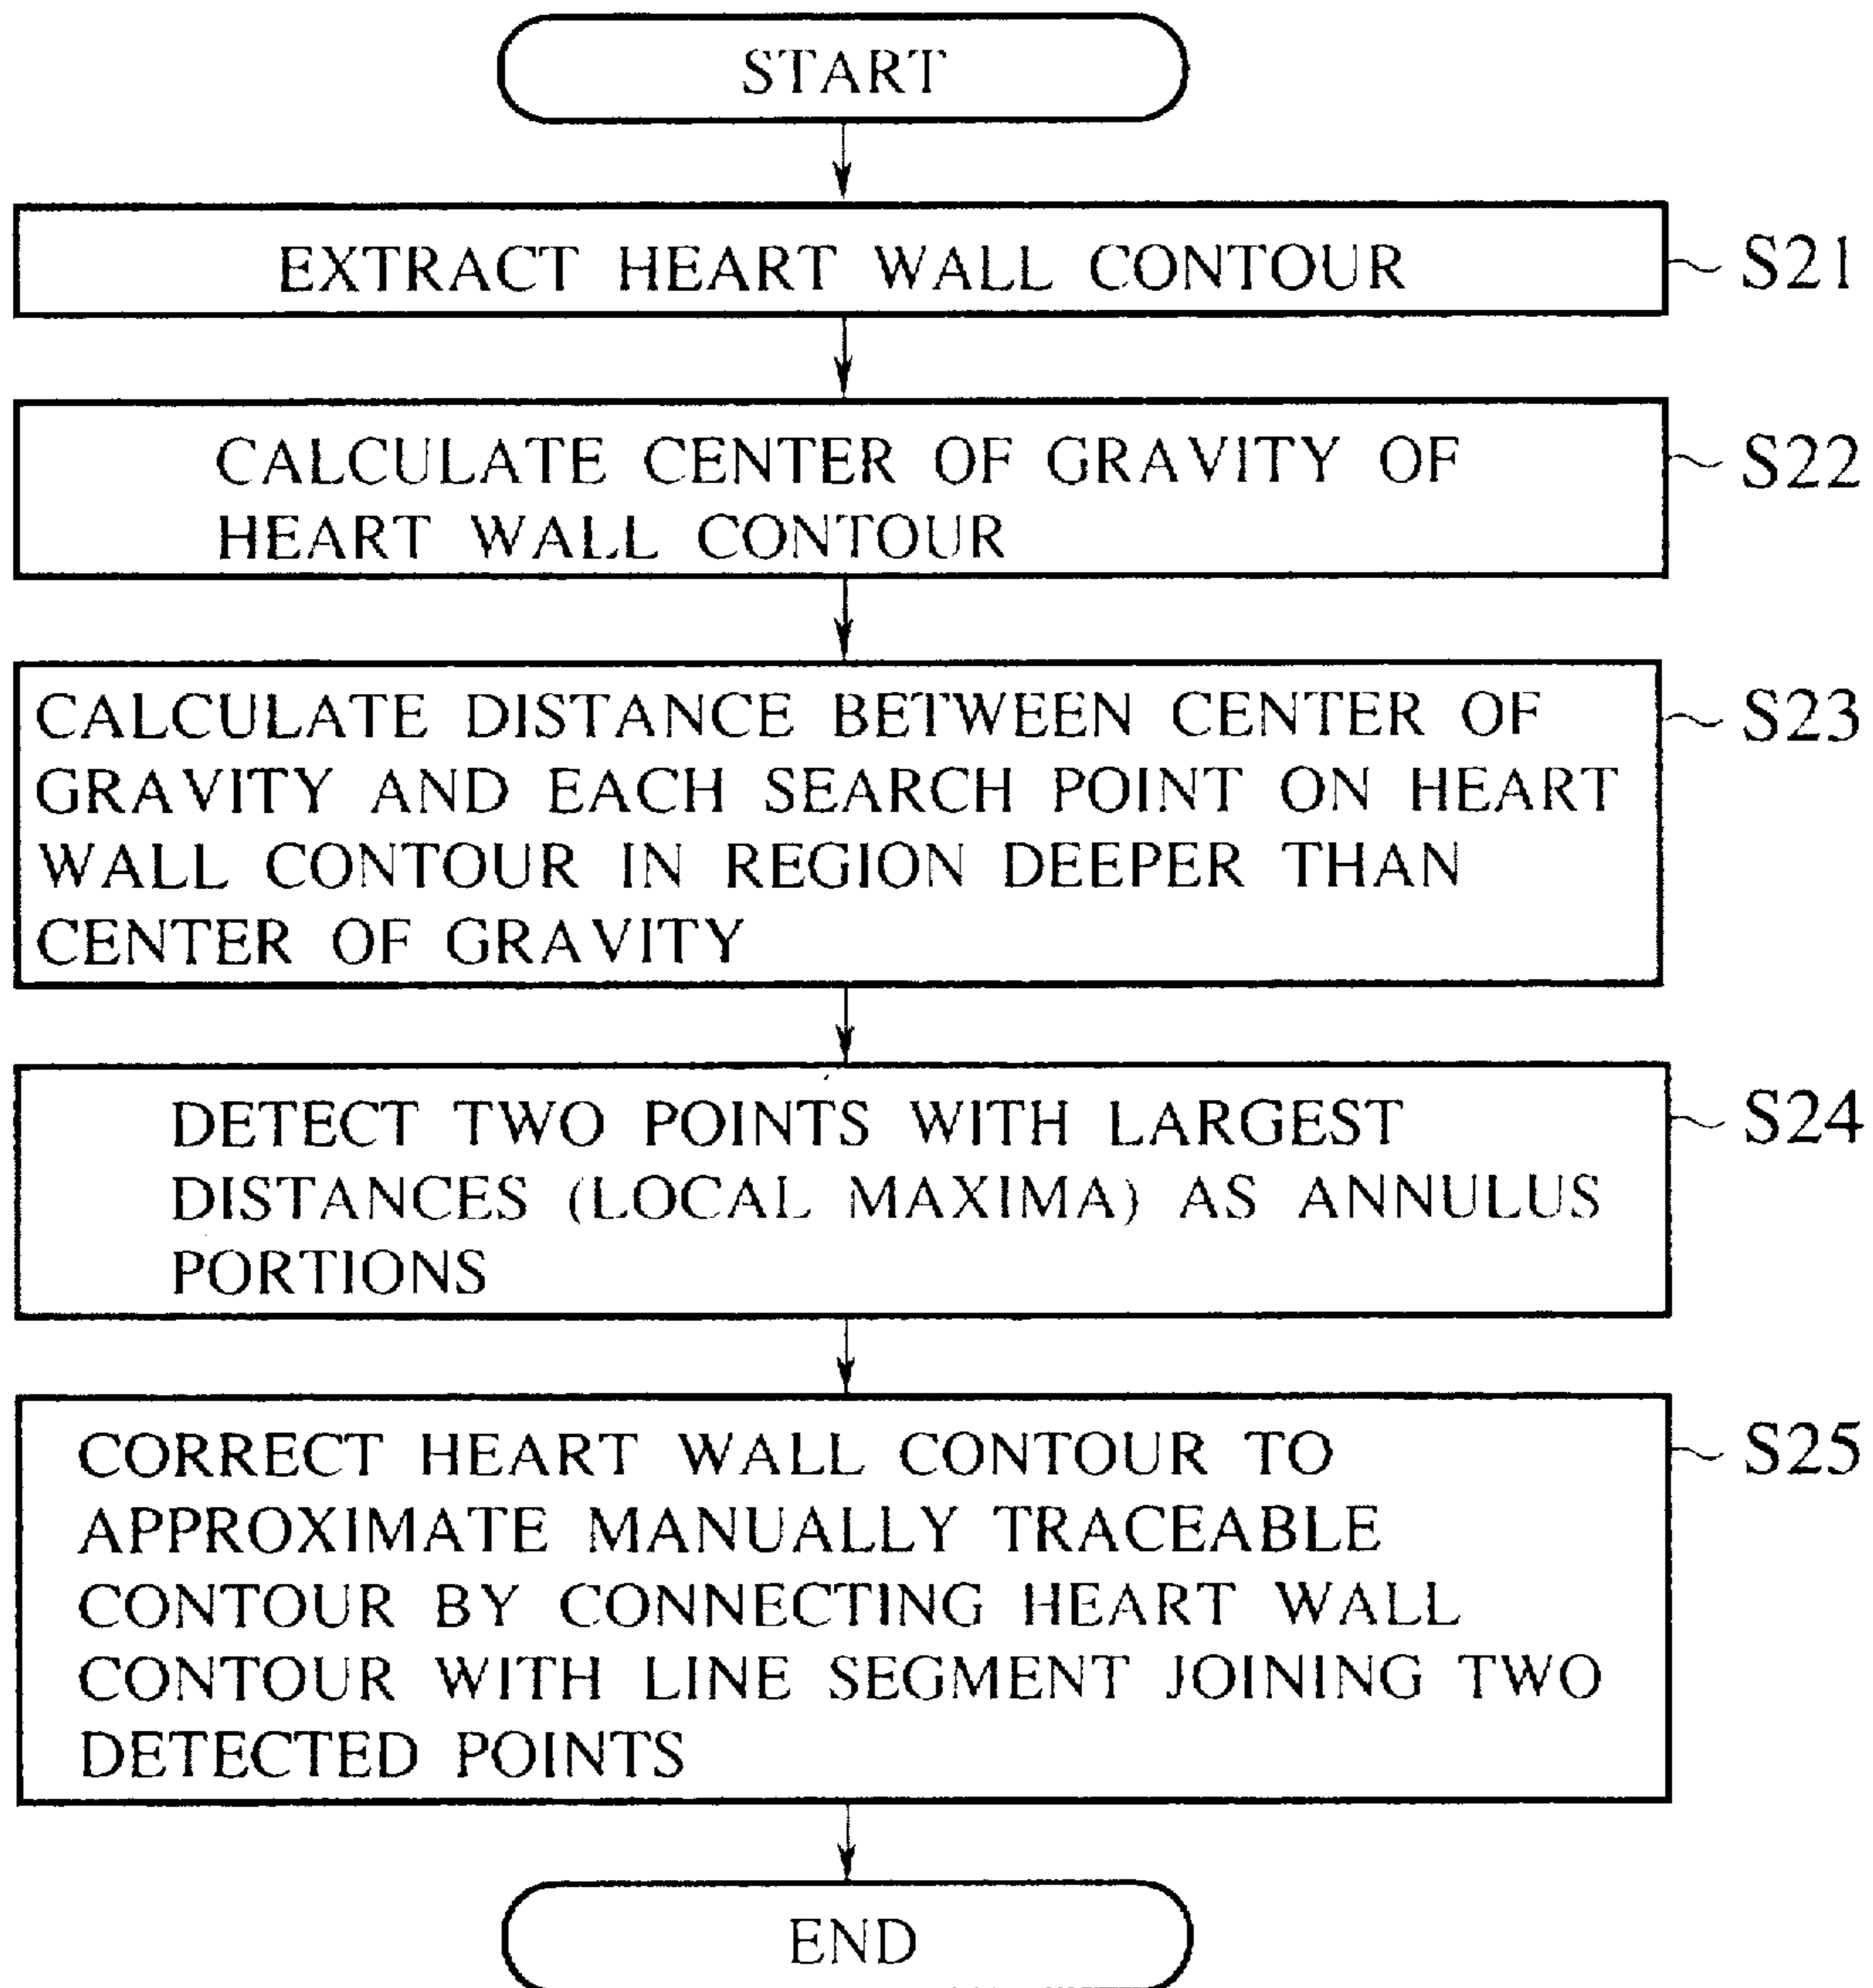 START
EXTRACT HEART WALL CONTOUR
S21
CALCULATE CENTER OF GRAVITY OF
HEART WALL CONTOUR
S22
CALCULATE DISTANCE BETWEEN CENTER OF
GRAVITY AND EACH SEARCH POINT ON HEART
WALL CONTOUR IN REGION DEEPER THAN
CENTER OF GRAVITY
S23
DETECT TWO POINTS WITH LARGEST
DISTANCES (LOCAL MAXIMA) AS ANNULUS
PORTIONS
S24
CORRECT HEART WALL CONTOUR TO
APPROXIMATE MANUALLY TRACEABLE
CONTOUR BY CONNECTING HEART WALL
CONTOUR WITH LINE SEGMENT JOINING TWO
DETECTED POINTS
S25
END